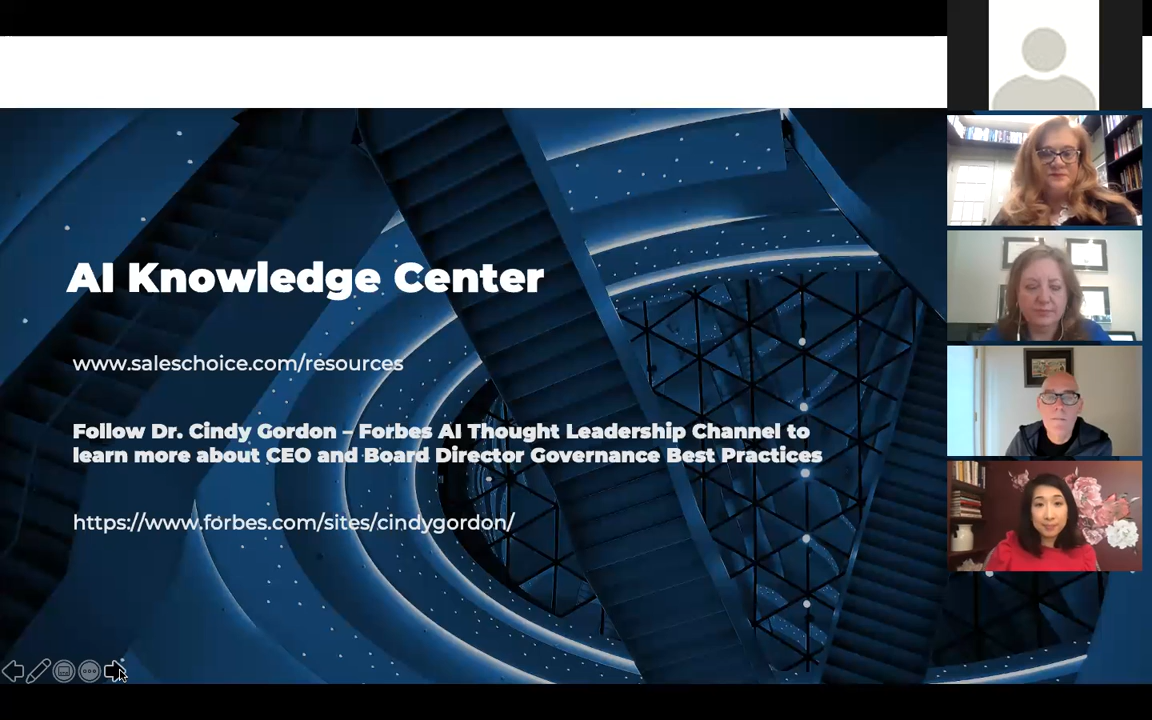 AI Knowledge Center
www.saleschoice.com/resources
Follow Dr. Cindy Gordon – Forbes AI Thought Leadership Channel to
learn more about CEO and Board Director Governance Best Practices
https://www.forbes.com/sites/cindygordon/